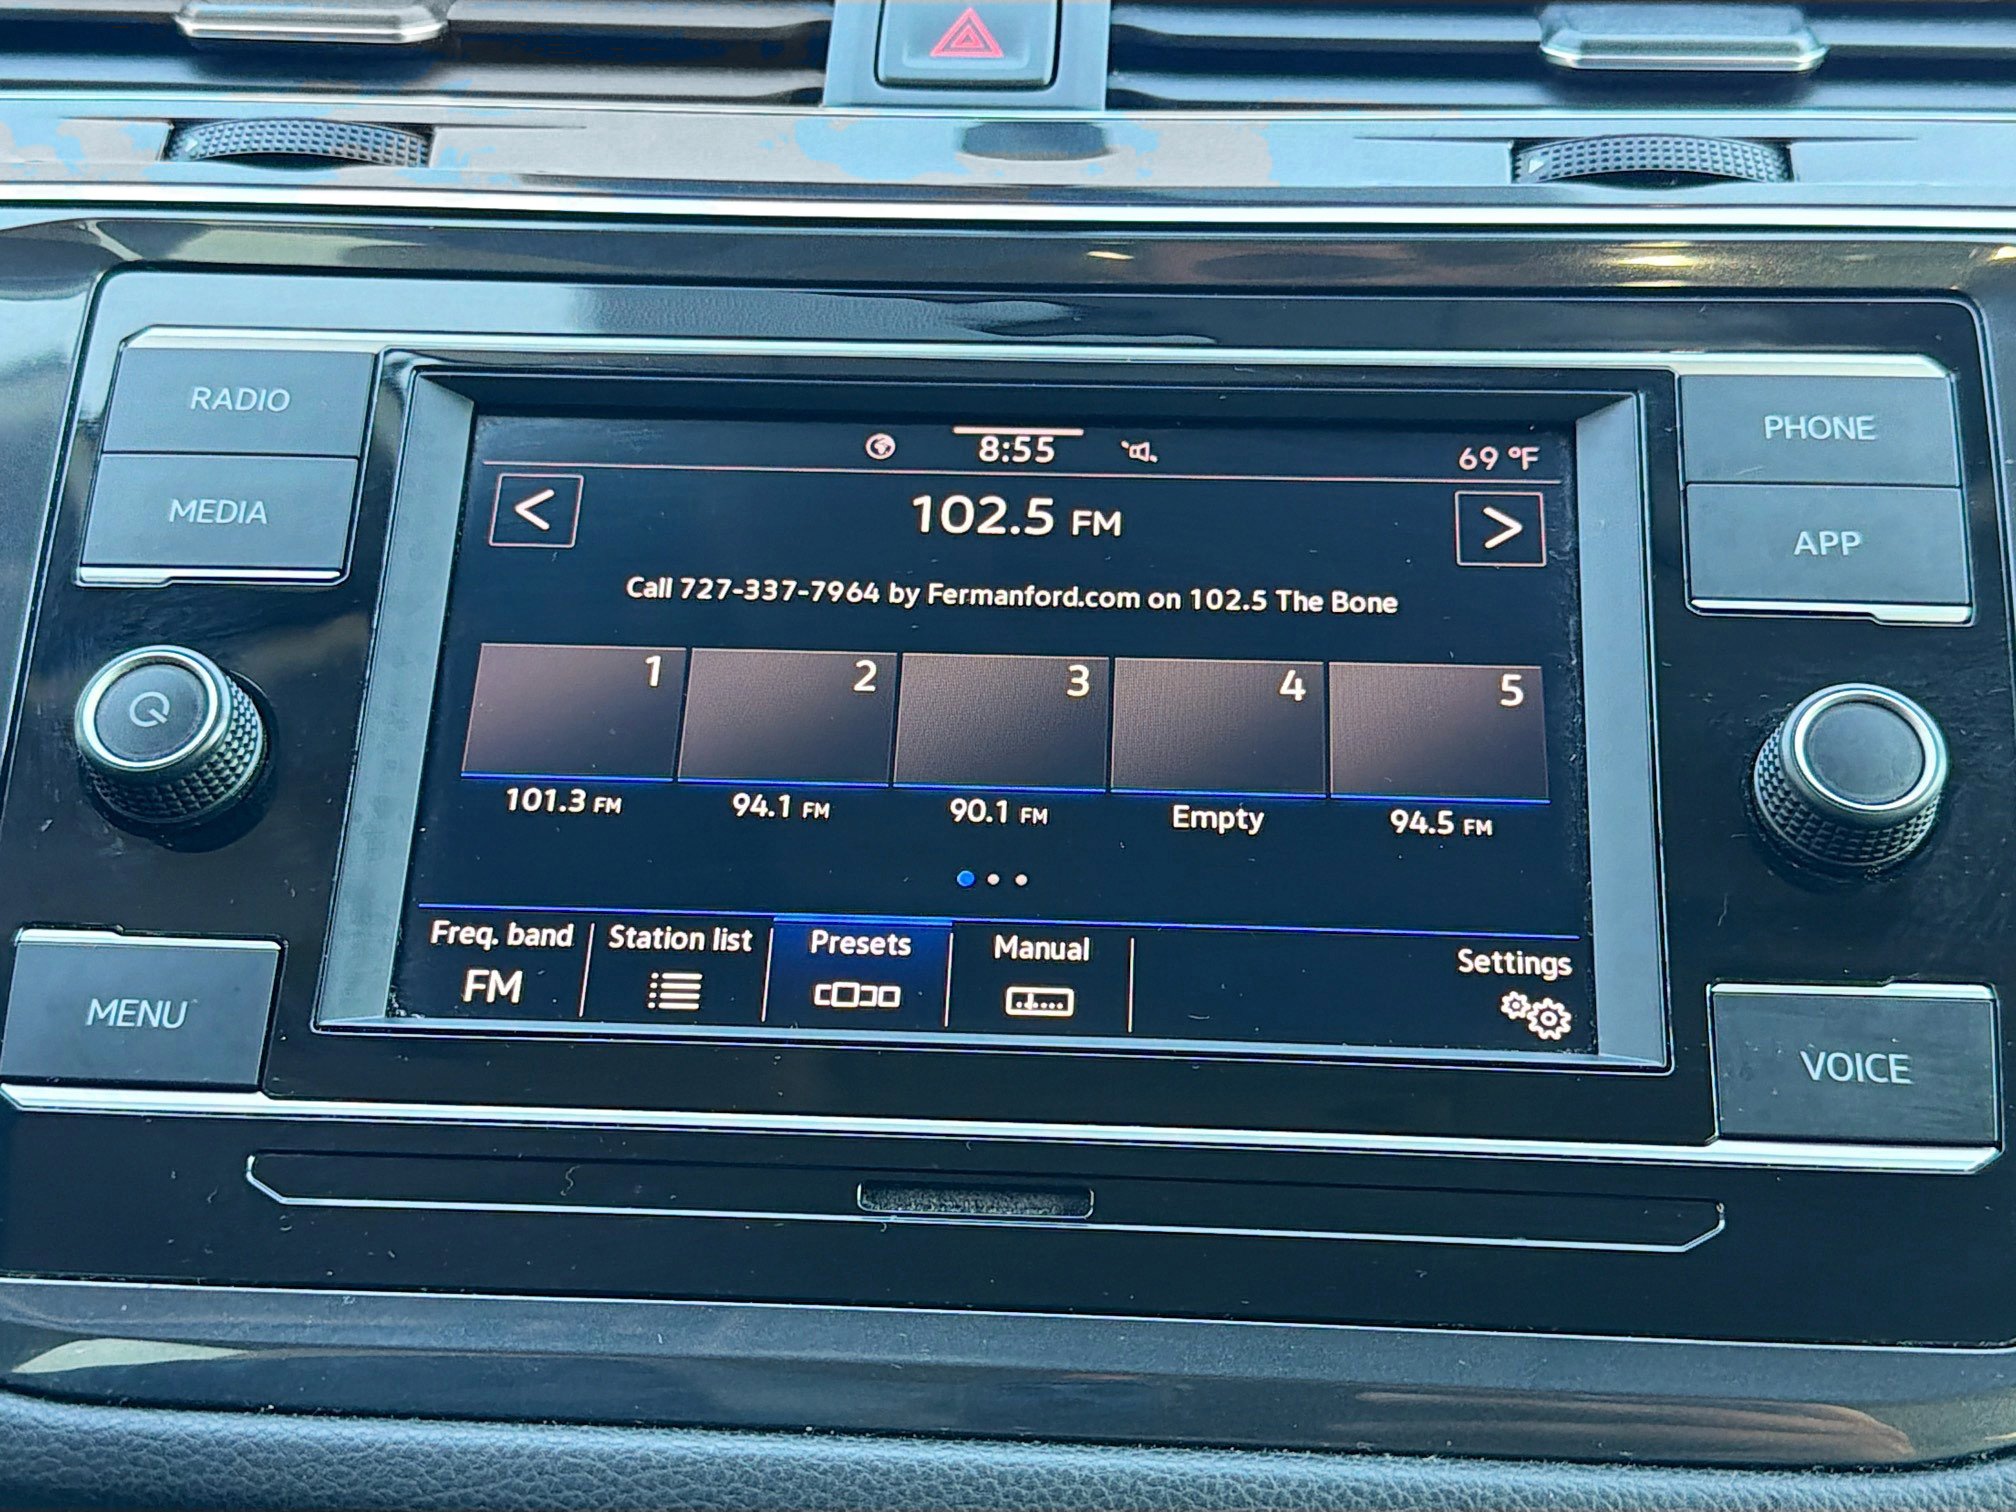 RADIO
MEDIA
MENU
8:55
69 °F
< 102.5 FM >
Call 727-337-7964 by Fermanford.com on 102.5 The Bone
1 2 3 4 5
101.3 FM 94.1 FM 90.1 FM Empty 94.5 FM
Freq. band Station list Presets Manual Settings
FM
PHONE
APP
VOICE